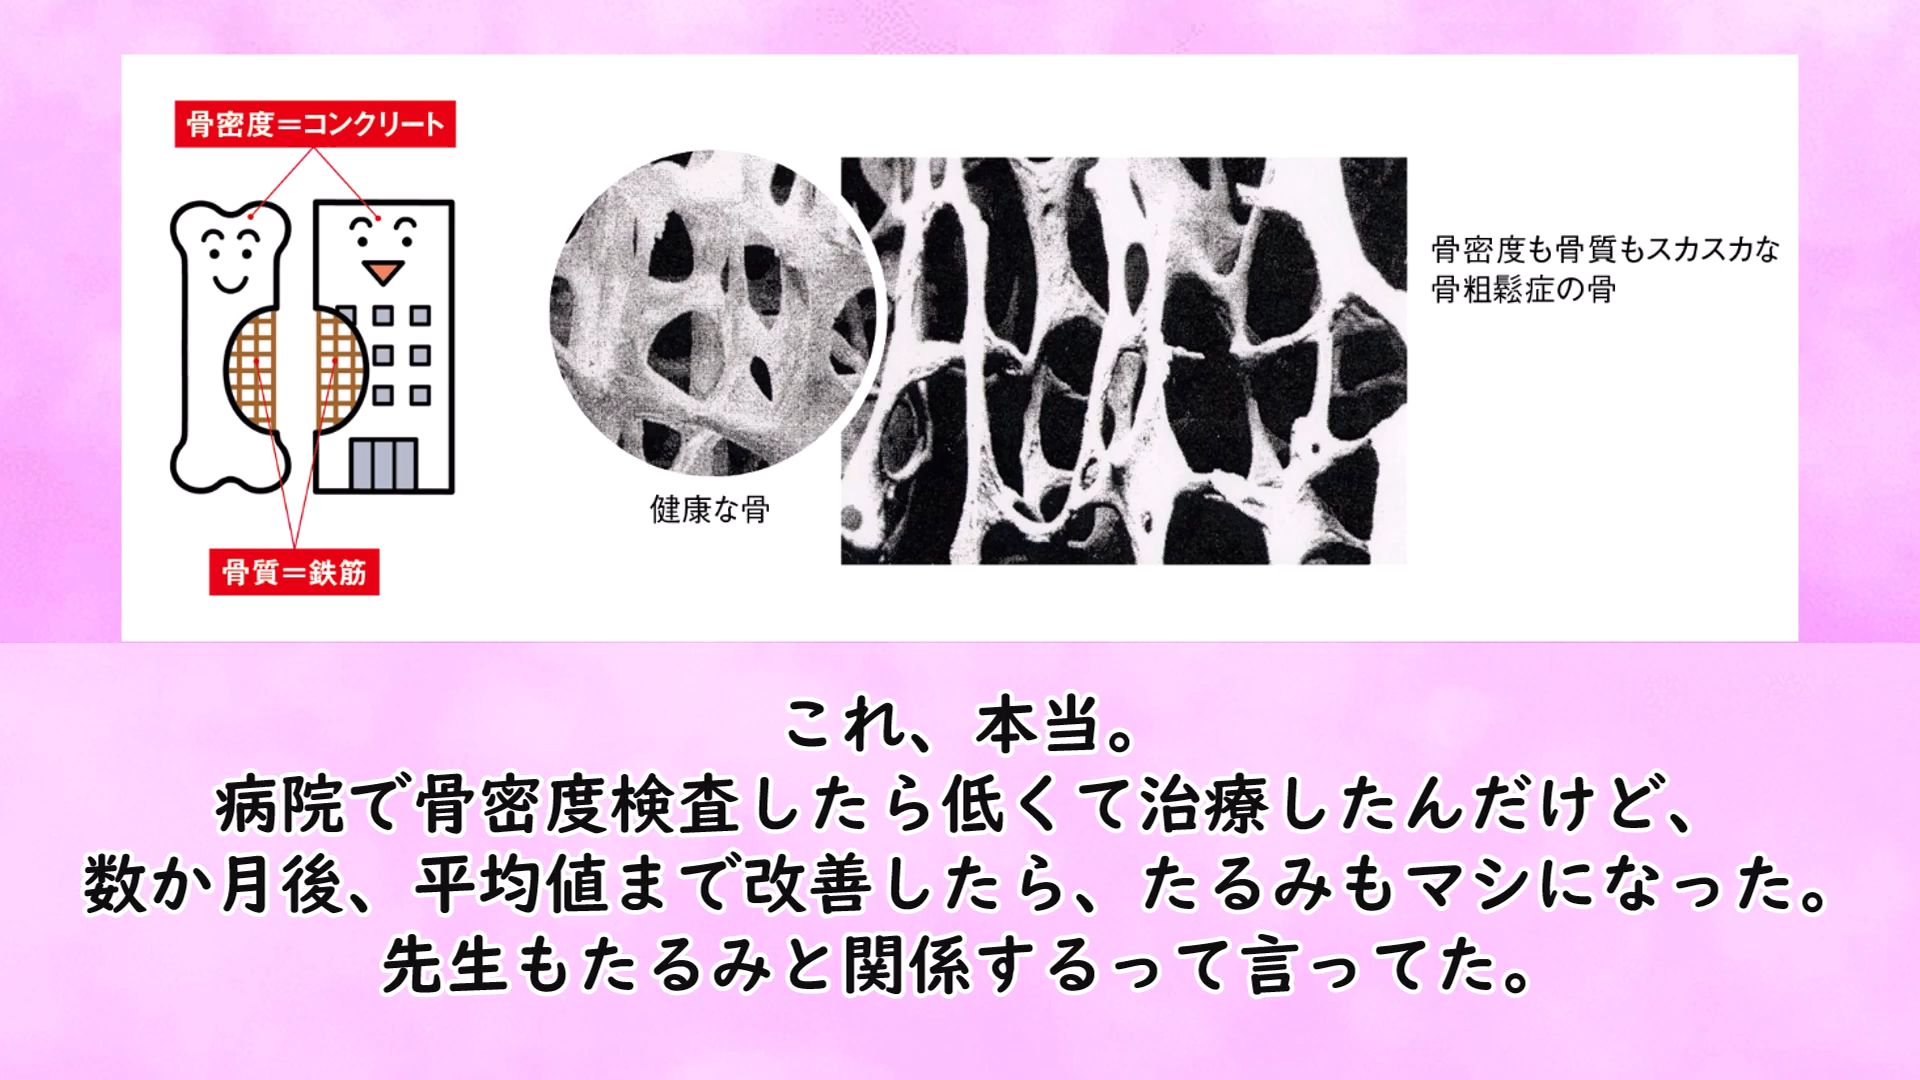 骨密度＝コンクリート
骨質＝鉄筋
健康な骨
骨密度も骨質もスカスカな
骨粗鬆症の骨
これ、本当。
病院で骨密度検査したら低くて治療したんだけど、
数か月後、平均値まで改善したら、たるみもマシになった。
先生もたるみと関係するって言ってた。